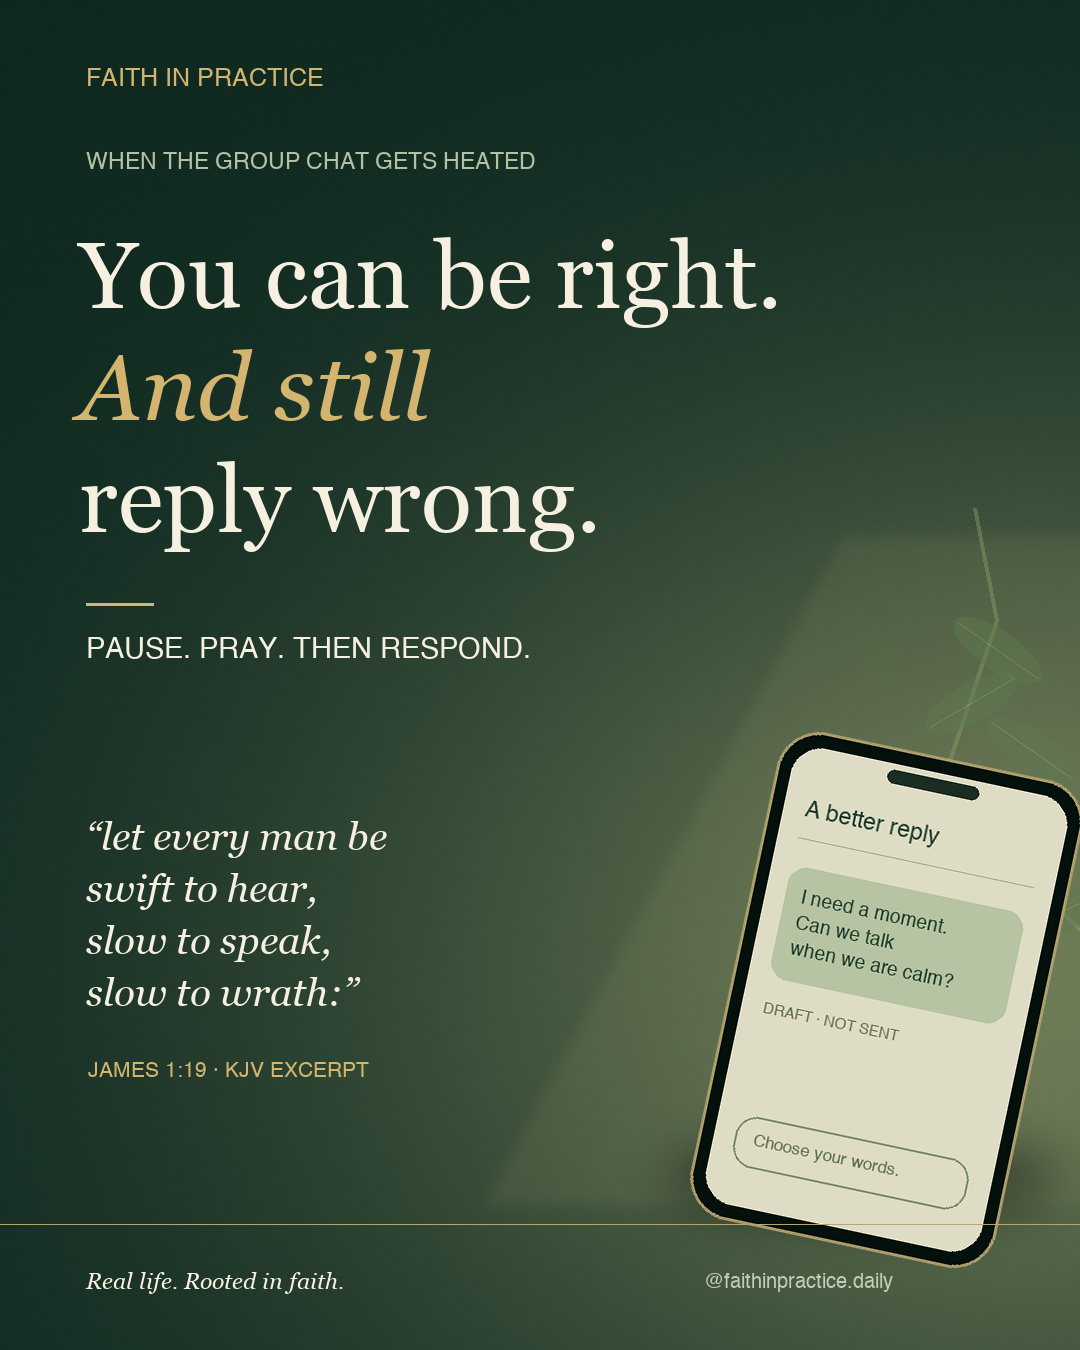 FAITH IN PRACTICE
WHEN THE GROUP CHAT GETS HEATED
You can be right.
And still
reply wrong.
PAUSE. PRAY. THEN RESPOND.
“let every man be
swift to hear,
slow to speak,
slow to wrath:”
JAMES 1:19 · KJV EXCERPT
A better reply
I need a moment.
Can we talk
when we are calm?
DRAFT · NOT SENT
Choose your words.
Real life. Rooted in faith.
@faithinpractice.daily